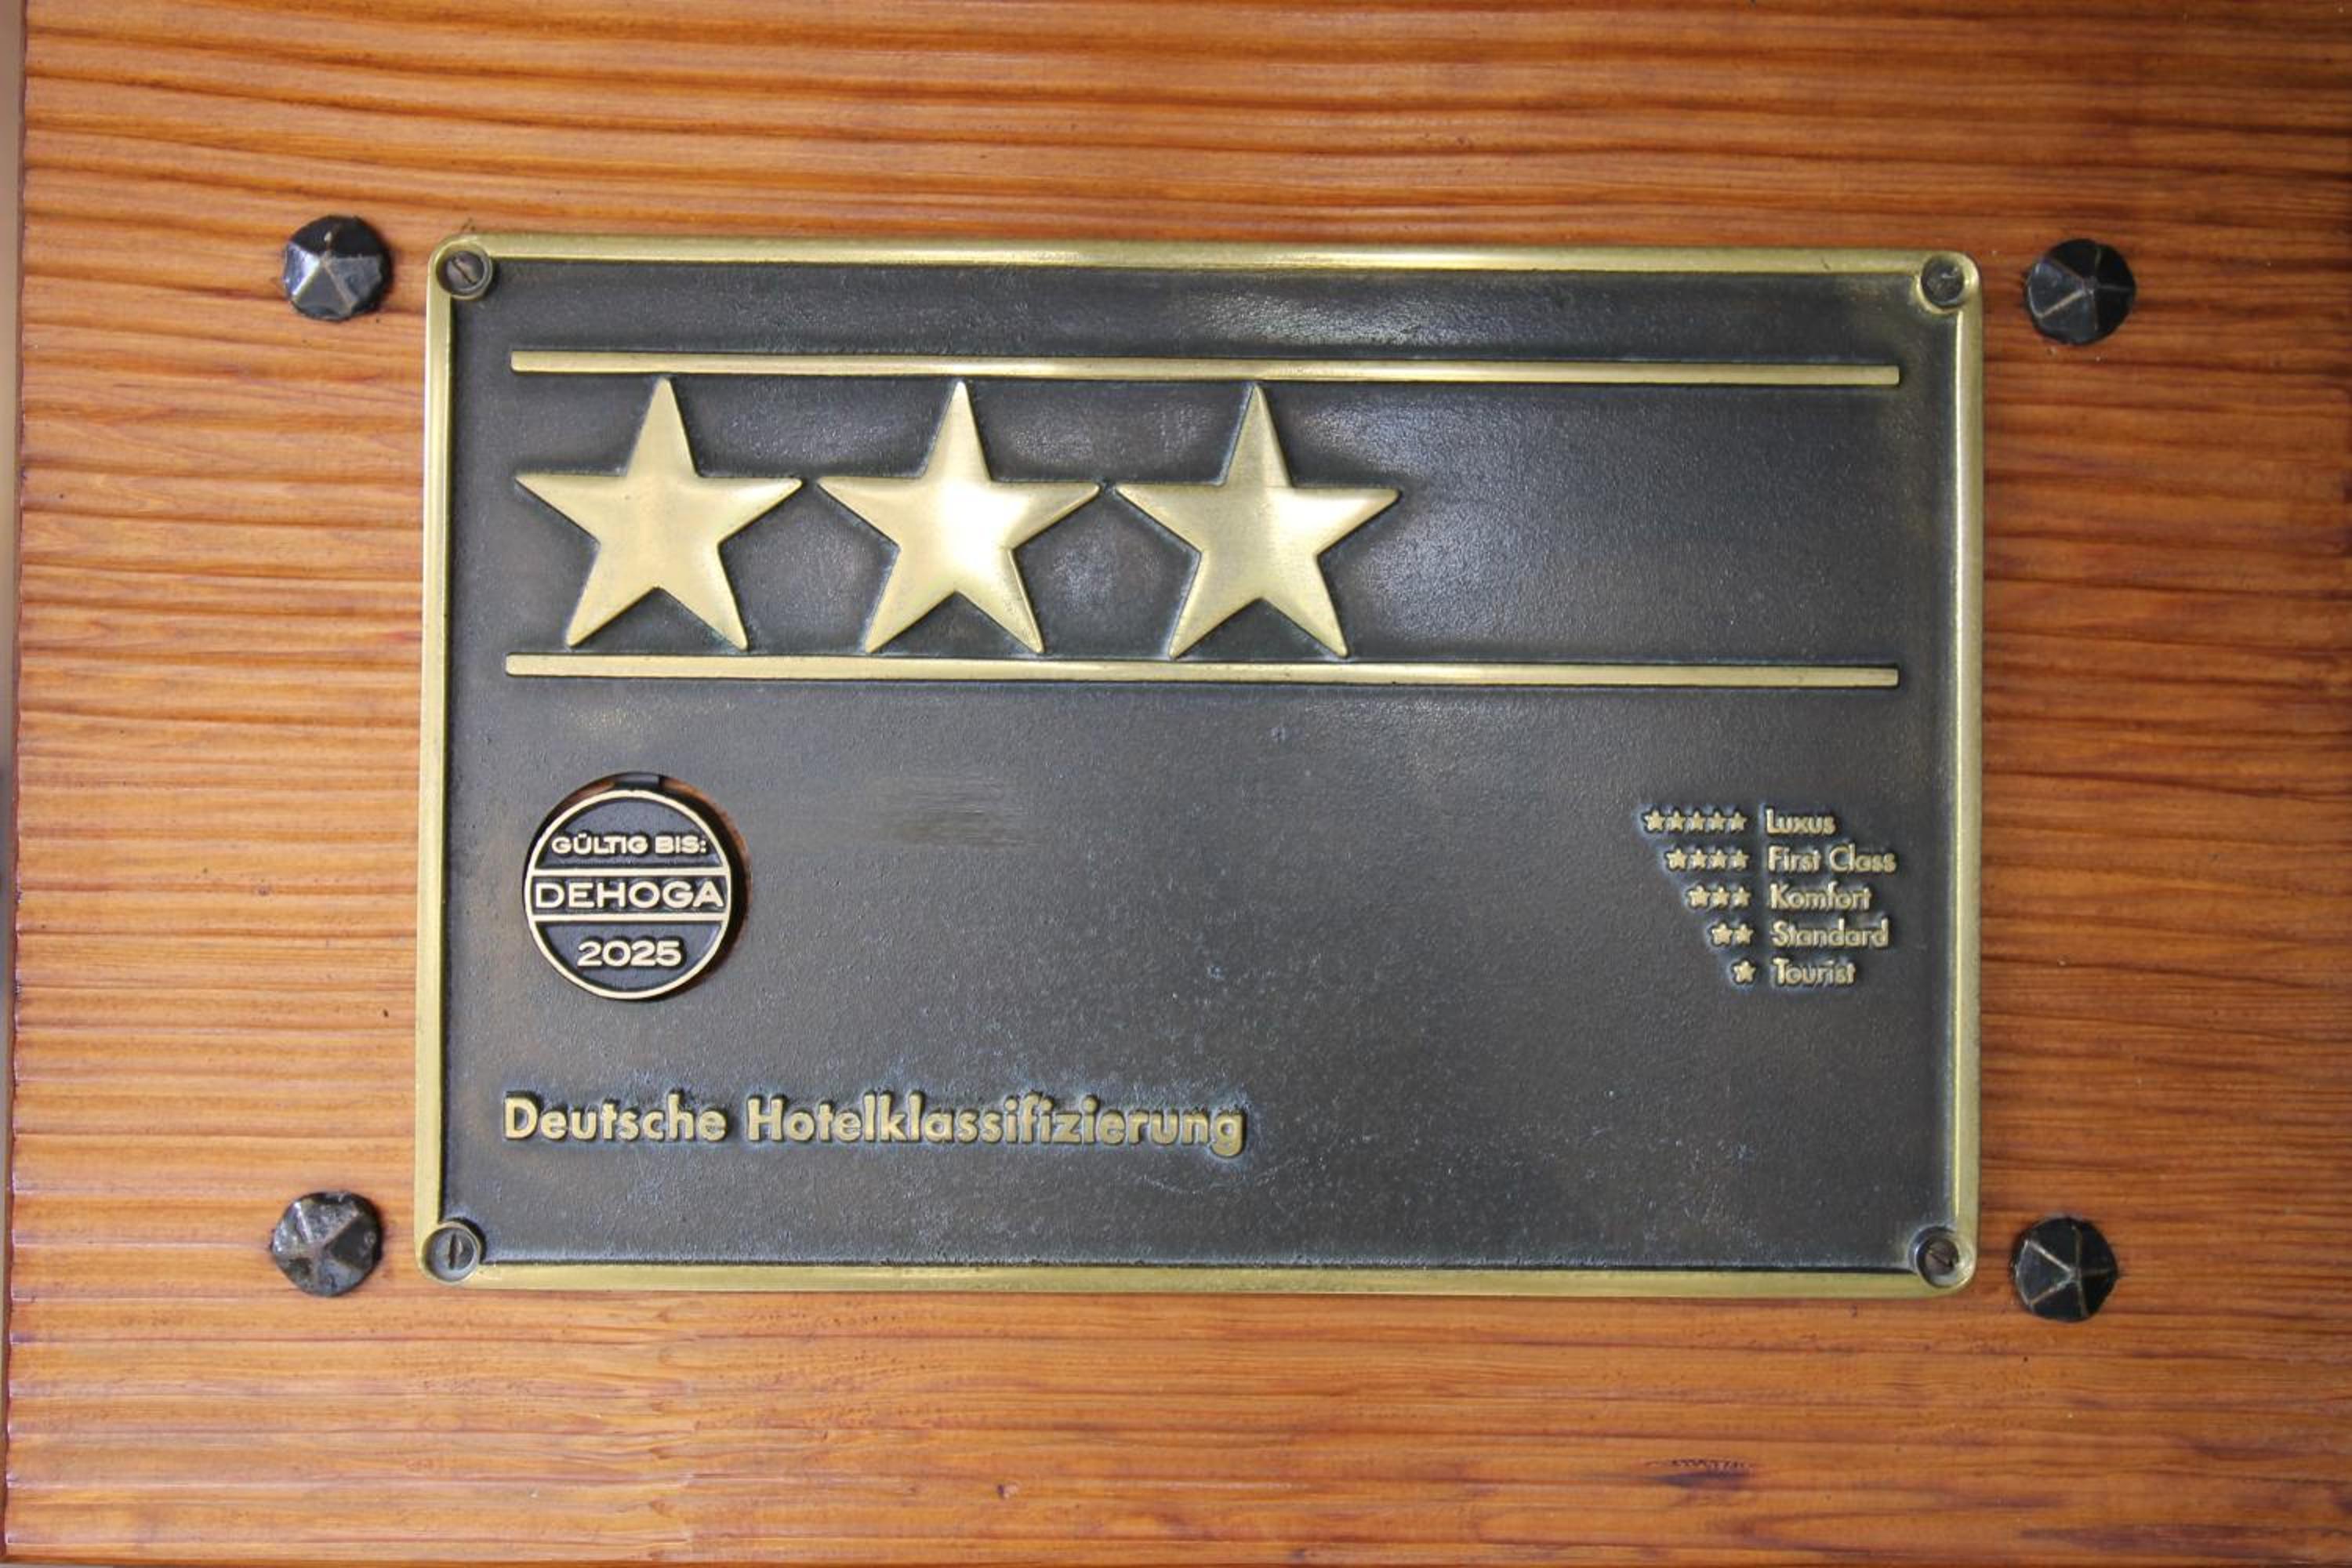 GÜLTIG BIS:
DEHOGA
2025
★★★★★ Luxus
★★★★ First Class
★★★ Komfort
★★ Standard
★ Tourist
Deutsche Hotelklassifizierung